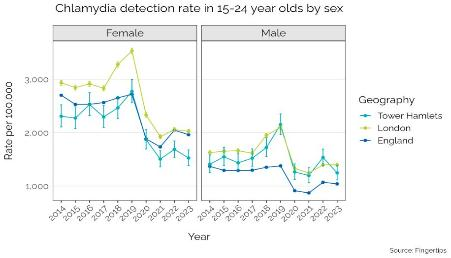 Chlamydia detection rate in 15-24 year olds by sex
Female
Male
Rate per 100,000
3,000
2,000
1,000
2014 2015 2016 2017 2018 2019 2020 2021 2022 2023
2014 2015 2016 2017 2018 2019 2020 2021 2022 2023
Year
Geography
Tower Hamlets
London
England
Source: Fingertips